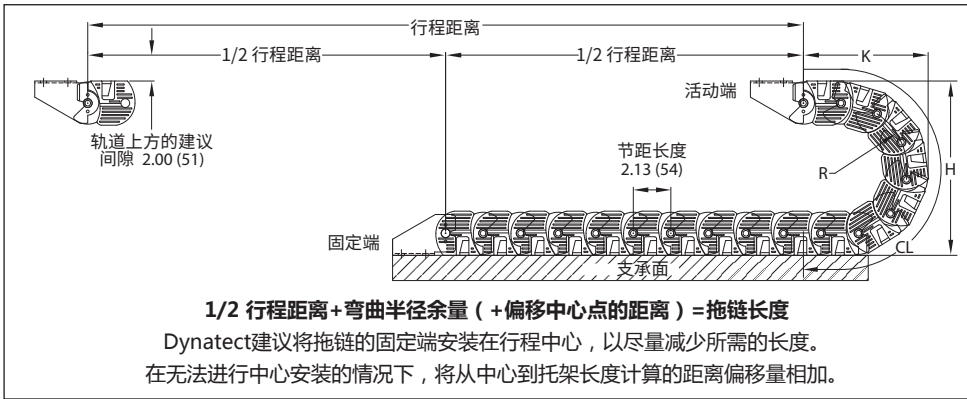 行程距离
1/2 行程距离
1/2 行程距离
K
活动端
轨道上方的建议
间隙 2.00 (51)
节距长度
2.13 (54)
R
H
固定端
CL
支承面
1/2 行程距离+弯曲半径余量（+偏移中心点的距离）=拖链长度
Dynatect建议将拖链的固定端安装在行程中心，以尽量减少所需的长度。
在无法进行中心安装的情况下，将从中心到托架长度计算的距离偏移量相加。